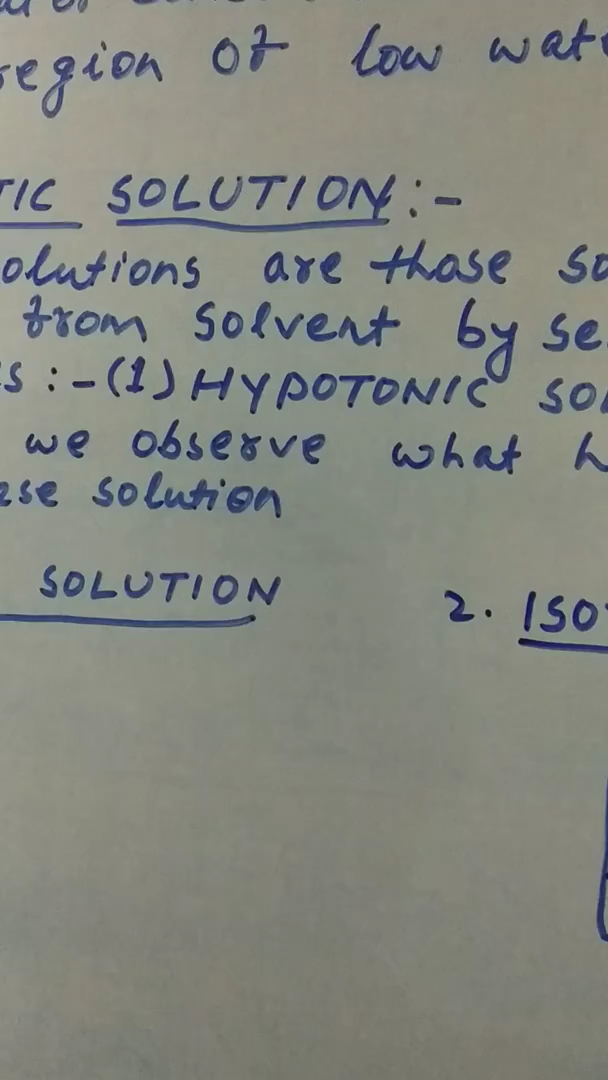 region of low
TIC SOLUTION:-
olutions are those so
from solvent by se
s:-(1) HYPOTONIC SO
we observe what h
ese solution
SOLUTION
2. ISO